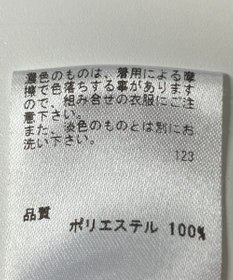 濃色のものは、着用による摩
擦で色落ちする事があります
ので、組み合せの衣服にご注
意下さい。
また、淡色のものとは別にお
洗い下さい。
123
品質
ポリエステル 100%